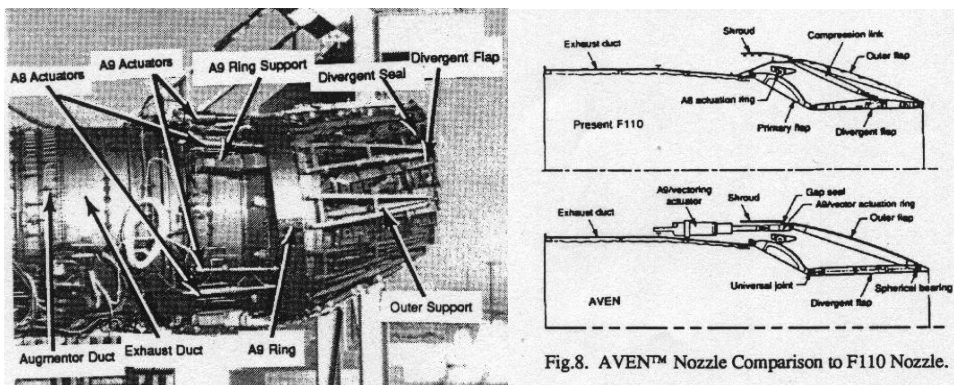 A8 Actuators
A9 Actuators
A9 Ring Support
Divergent Seal
Divergent Flap
Augmentor Duct
Exhaust Duct
A9 Ring
Outer Support
Exhaust duct
Shroud
Compression link
Outer flap
A8 actuation ring
Present F110
Primary flap
Divergent flap
A9/vectoring
actuator
Shroud
Gap seal
A9/vector actuation ring
Exhaust duct
Outer flap
Universal joint
Spherical bearing
AVEN
Divergent flap
Fig.8. AVEN™ Nozzle Comparison to F110 Nozzle.